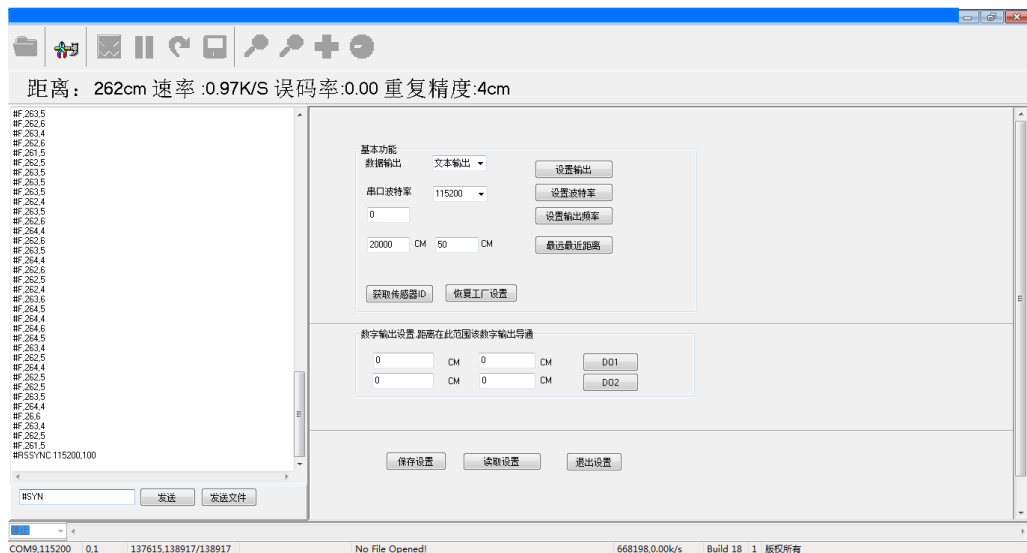 距离：262cm 速率:0.97K/S 误码率:0.00 重复精度:4cm
#F,263,5
#F,262,6
#F,263,4
#F,262,6
#F,261,5
#F,262,5
#F,263,5
#F,263,5
#F,263,5
#F,262,4
#F,263,5
#F,262,6
#F,264,4
#F,262,6
#F,263,5
#F,264,4
#F,262,6
#F,262,5
#F,262,4
#F,263,6
#F,264,5
#F,264,4
#F,264,6
#F,264,5
#F,263,4
#F,262,5
#F,264,4
#F,262,5
#F,262,5
#F,263,5
#F,264,4
#F,26,6
#F,263,4
#F,262,5
#F,261,5
#RSSYNC 115200,100
#SYN 发送 发送文件
基本功能
数据输出 文本输出 设置输出
串口波特率 115200 设置波特率
0 设置输出频率
20000 CM 50 CM 最远最近距离
获取传感器ID 恢复工厂设置
数字输出设置,距离在此范围该数字输出导通
0 CM 0 CM DO1
0 CM 0 CM DO2
保存设置 读取设置 退出设置
COM9,115200 0,1 137615,138917/138917 No File Opened! 668198,0.00k/s Build 18 1 版权所有